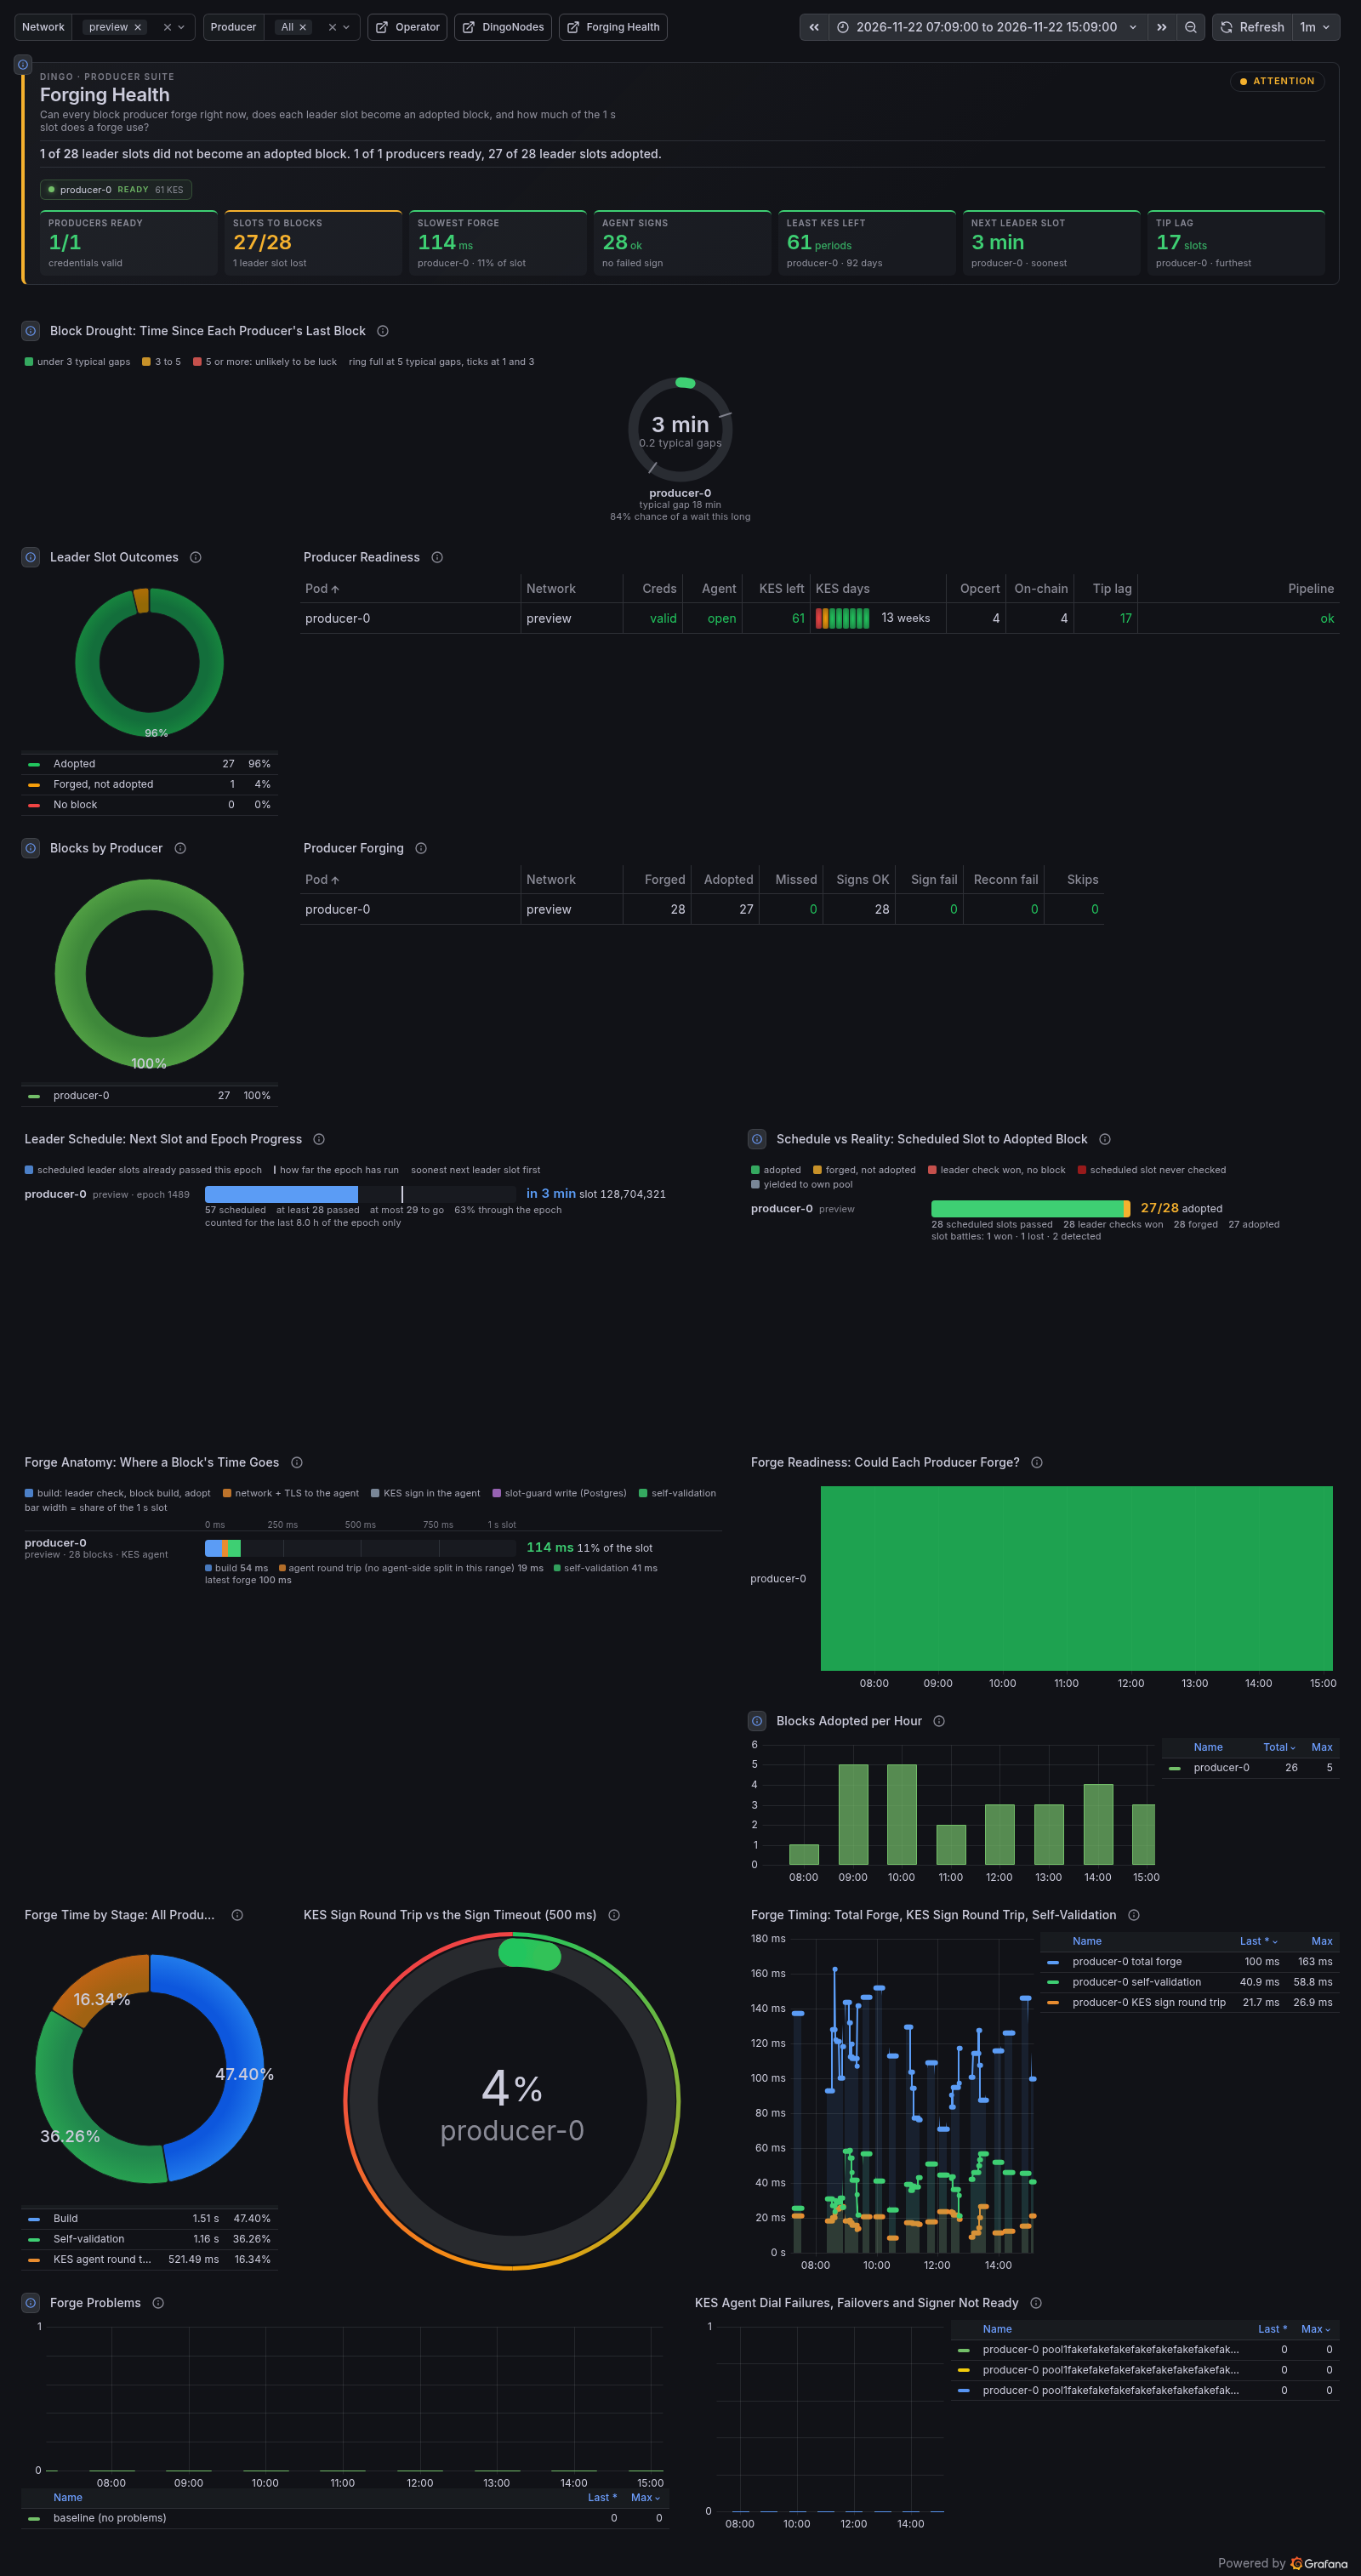 Network preview Producer All Operator DingoNodes Forging Health 2026-11-22 07:09:00 to 2026-11-22 15:09:00 Refresh 1m
DINGO · PRODUCER SUITE
ATTENTION
Forging Health
Can every block producer forge right now, does each leader slot become an adopted block, and how much of the 1 s
slot does a forge use?
1 of 28 leader slots did not become an adopted block. 1 of 1 producers ready, 27 of 28 leader slots adopted.
producer-0 READY 61 KES
PRODUCERS READY
1/1
credentials valid
SLOTS TO BLOCKS
27/28
1 leader slot lost
SLOWEST FORGE
114 ms
producer-0 · 11% of slot
AGENT SIGNS
28 ok
no failed sign
LEAST KES LEFT
61 periods
producer-0 · 92 days
NEXT LEADER SLOT
3 min
producer-0 · soonest
TIP LAG
17 slots
producer-0 · furthest
Block Drought: Time Since Each Producer's Last Block
under 3 typical gaps 3 to 5 5 or more: unlikely to be luck ring full at 5 typical gaps, ticks at 1 and 3
3 min
0.2 typical gaps
producer-0
typical gap 18 min
84% chance of a wait this long
Leader Slot Outcomes
96%
Adopted 27 96%
Forged, not adopted 1 4%
No block 0 0%
Producer Readiness
Pod Network Creds Agent KES left KES days Opcert On-chain Tip lag Pipeline
producer-0 preview valid open 61 13 weeks 4 4 17 ok
Blocks by Producer
100%
producer-0 27 100%
Producer Forging
Pod Network Forged Adopted Missed Signs OK Sign fail Reconn fail Skips
producer-0 preview 28 27 0 28 0 0 0
Leader Schedule: Next Slot and Epoch Progress
scheduled leader slots already passed this epoch how far the epoch has run soonest next leader slot first
producer-0 preview · epoch 1489 in 3 min slot 128,704,321
57 scheduled at least 28 passed at most 29 to go 63% through the epoch
counted for the last 8.0 h of the epoch only
Schedule vs Reality: Scheduled Slot to Adopted Block
adopted forged, not adopted leader check won, no block scheduled slot never checked
yielded to own pool
producer-0 preview 27/28 adopted
28 scheduled slots passed 28 leader checks won 28 forged 27 adopted
slot battles: 1 won · 1 lost · 2 detected
Forge Anatomy: Where a Block's Time Goes
build: leader check, block build, adopt network + TLS to the agent KES sign in the agent slot-guard write (Postgres) self-validation
bar width = share of the 1 s slot
0 ms 250 ms 500 ms 750 ms 1 s slot
producer-0
preview · 28 blocks · KES agent
114 ms 11% of the slot
build 54 ms agent round trip (no agent-side split in this range) 19 ms self-validation 41 ms
latest forge 100 ms
Forge Readiness: Could Each Producer Forge?
producer-0
08:00 09:00 10:00 11:00 12:00 13:00 14:00 15:00
Blocks Adopted per Hour
6
5
4
3
2
1
0
08:00 09:00 10:00 11:00 12:00 13:00 14:00 15:00
Name Total Max
producer-0 26 5
Forge Time by Stage: All Produ...
16.34%
47.40%
36.26%
Build 1.51 s 47.40%
Self-validation 1.16 s 36.26%
KES agent round t... 521.49 ms 16.34%
KES Sign Round Trip vs the Sign Timeout (500 ms)
4%
producer-0
Forge Timing: Total Forge, KES Sign Round Trip, Self-Validation
180 ms
160 ms
140 ms
120 ms
100 ms
80 ms
60 ms
40 ms
20 ms
0 s
08:00 10:00 12:00 14:00
Name Last * Max
producer-0 total forge 100 ms 163 ms
producer-0 self-validation 40.9 ms 58.8 ms
producer-0 KES sign round trip 21.7 ms 26.9 ms
Forge Problems
1
0
08:00 09:00 10:00 11:00 12:00 13:00 14:00 15:00
Name Last * Max
baseline (no problems) 0 0
KES Agent Dial Failures, Failovers and Signer Not Ready
1
0
08:00 10:00 12:00 14:00
Name Last * Max
producer-0 pool1fakefakefakefakefakefakefakefak... 0 0
producer-0 pool1fakefakefakefakefakefakefakefak... 0 0
producer-0 pool1fakefakefakefakefakefakefakefak... 0 0
Powered by Grafana